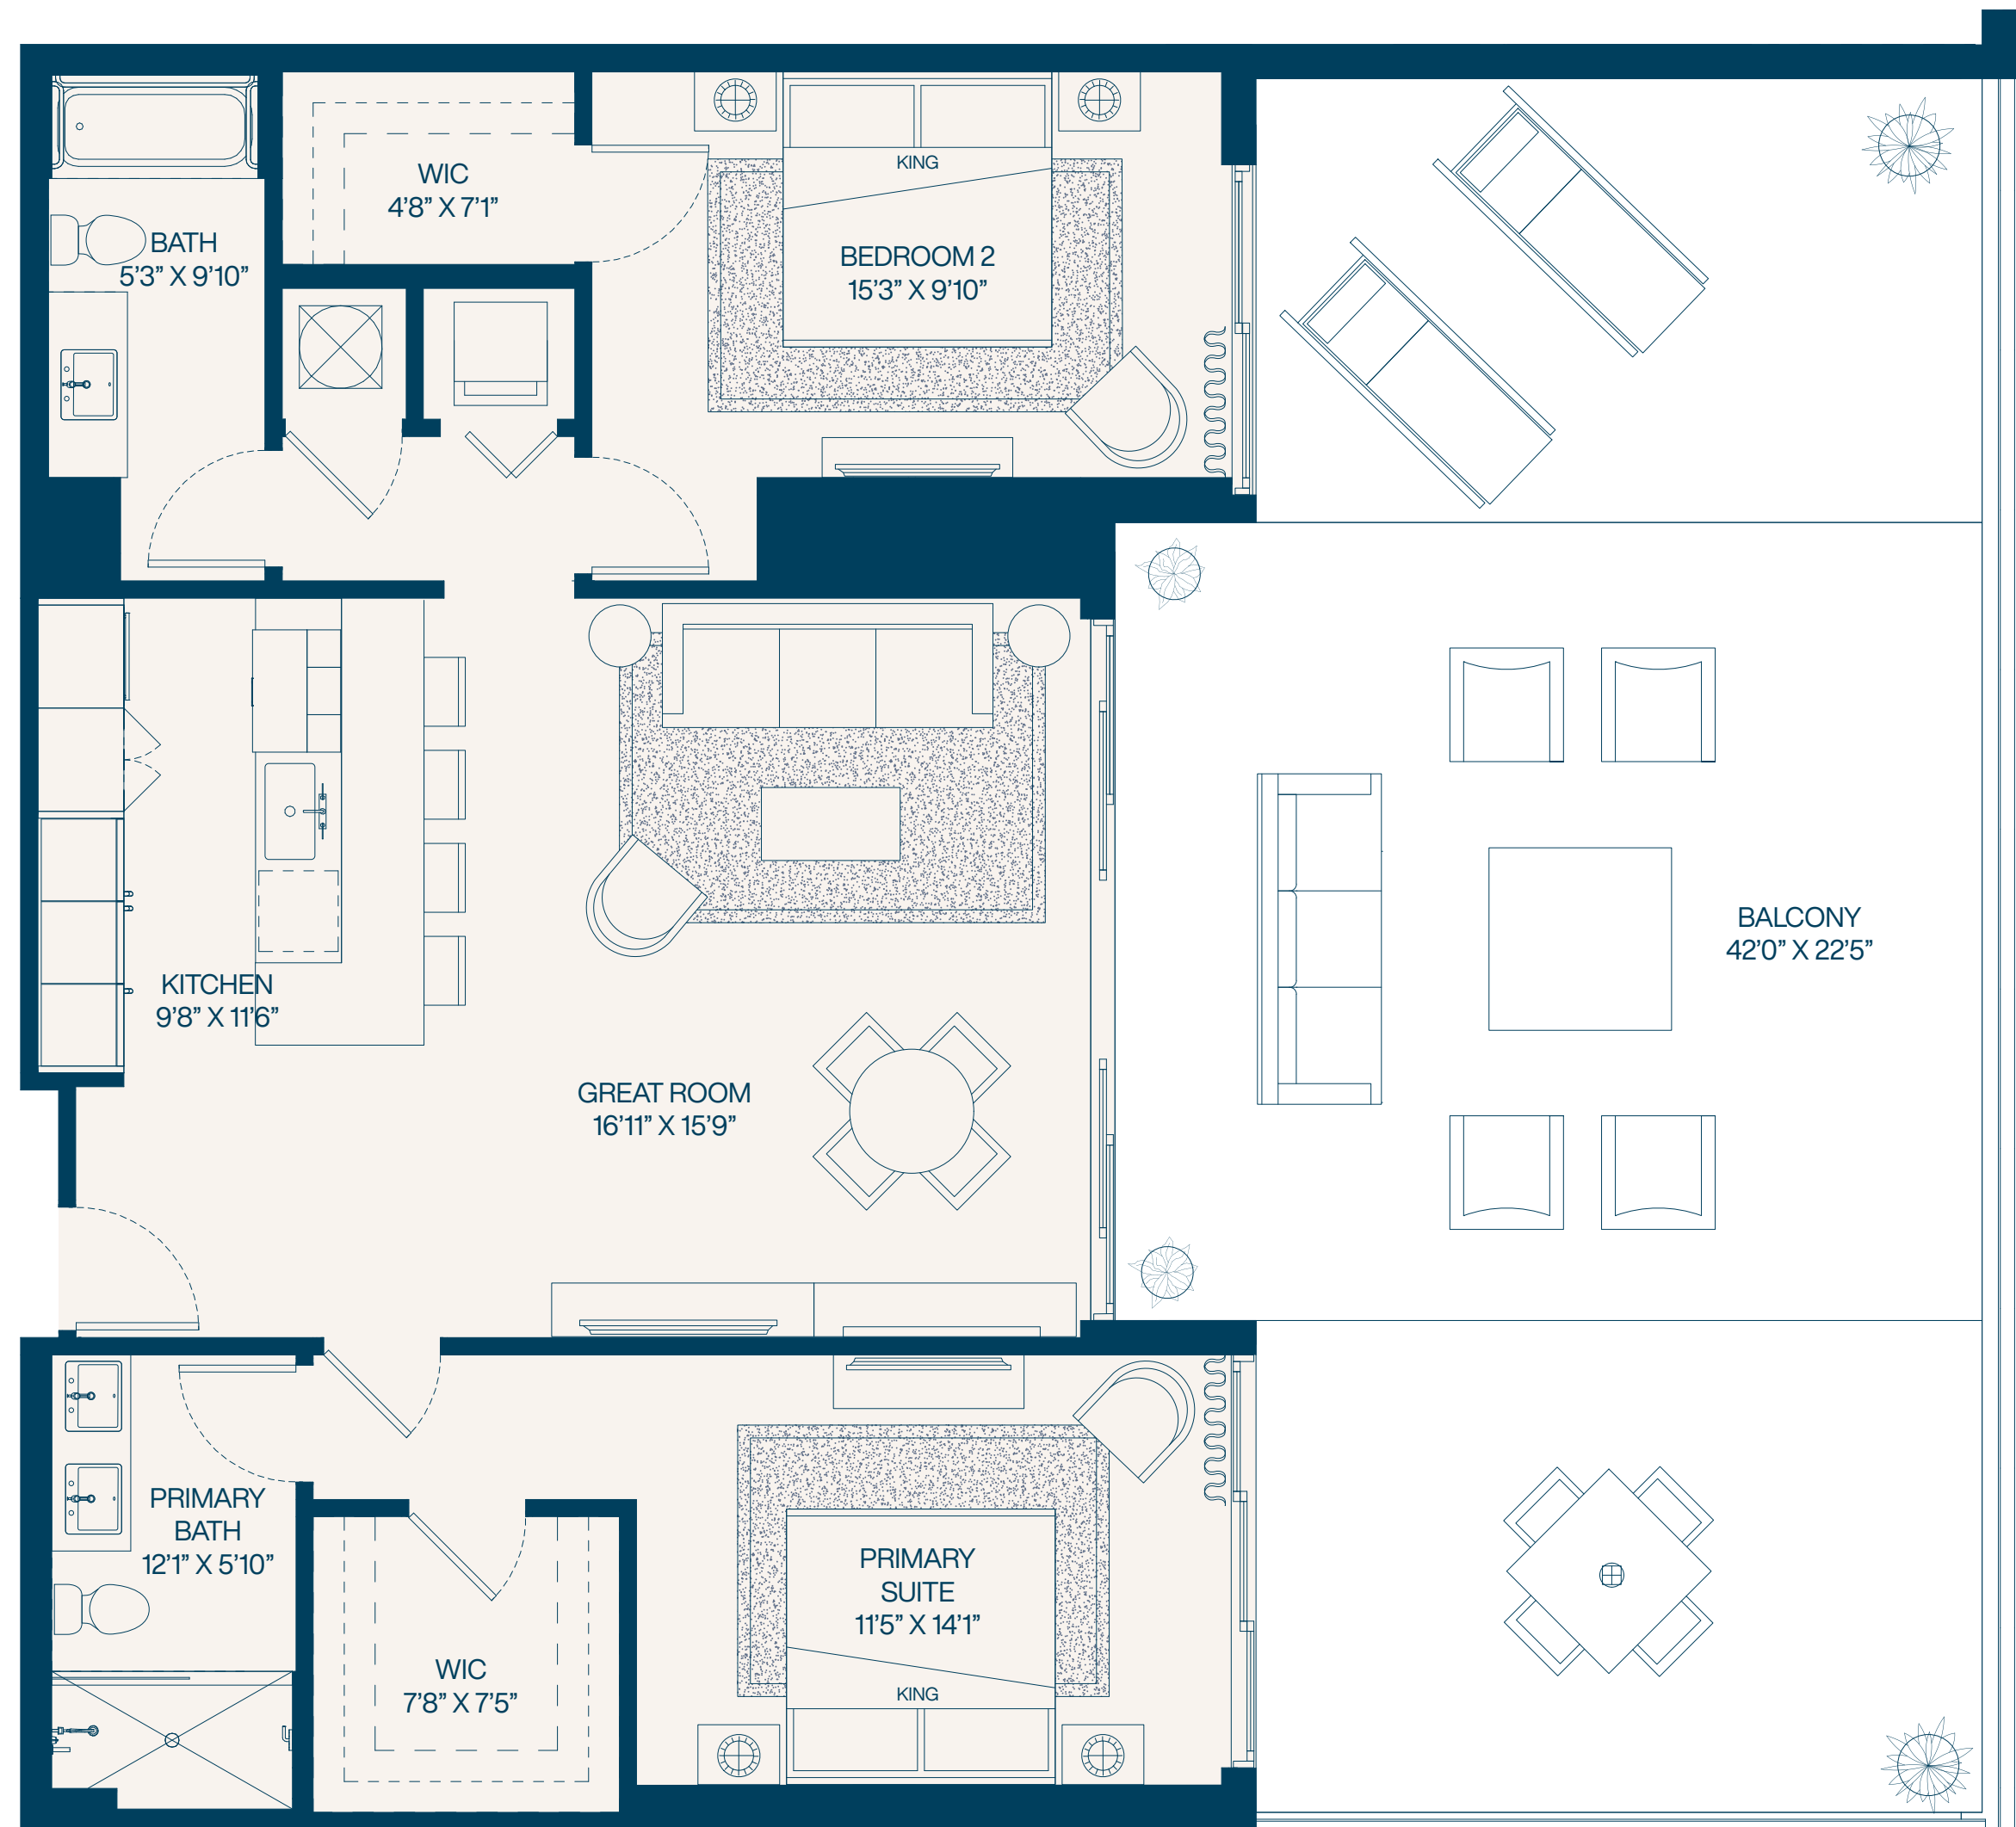 WIC
4’8” X 7’1”
KING
BATH
5’3” X 9’10”
BEDROOM 2
15’3” X 9’10”
BALCONY
42’0” X 22’5”
KITCHEN
9’8” X 11’6”
GREAT ROOM
16’11” X 15’9”
PRIMARY
BATH
12’1” X 5’10”
PRIMARY
SUITE
11’5” X 14’1”
WIC
7’8” X 7’5”
KING